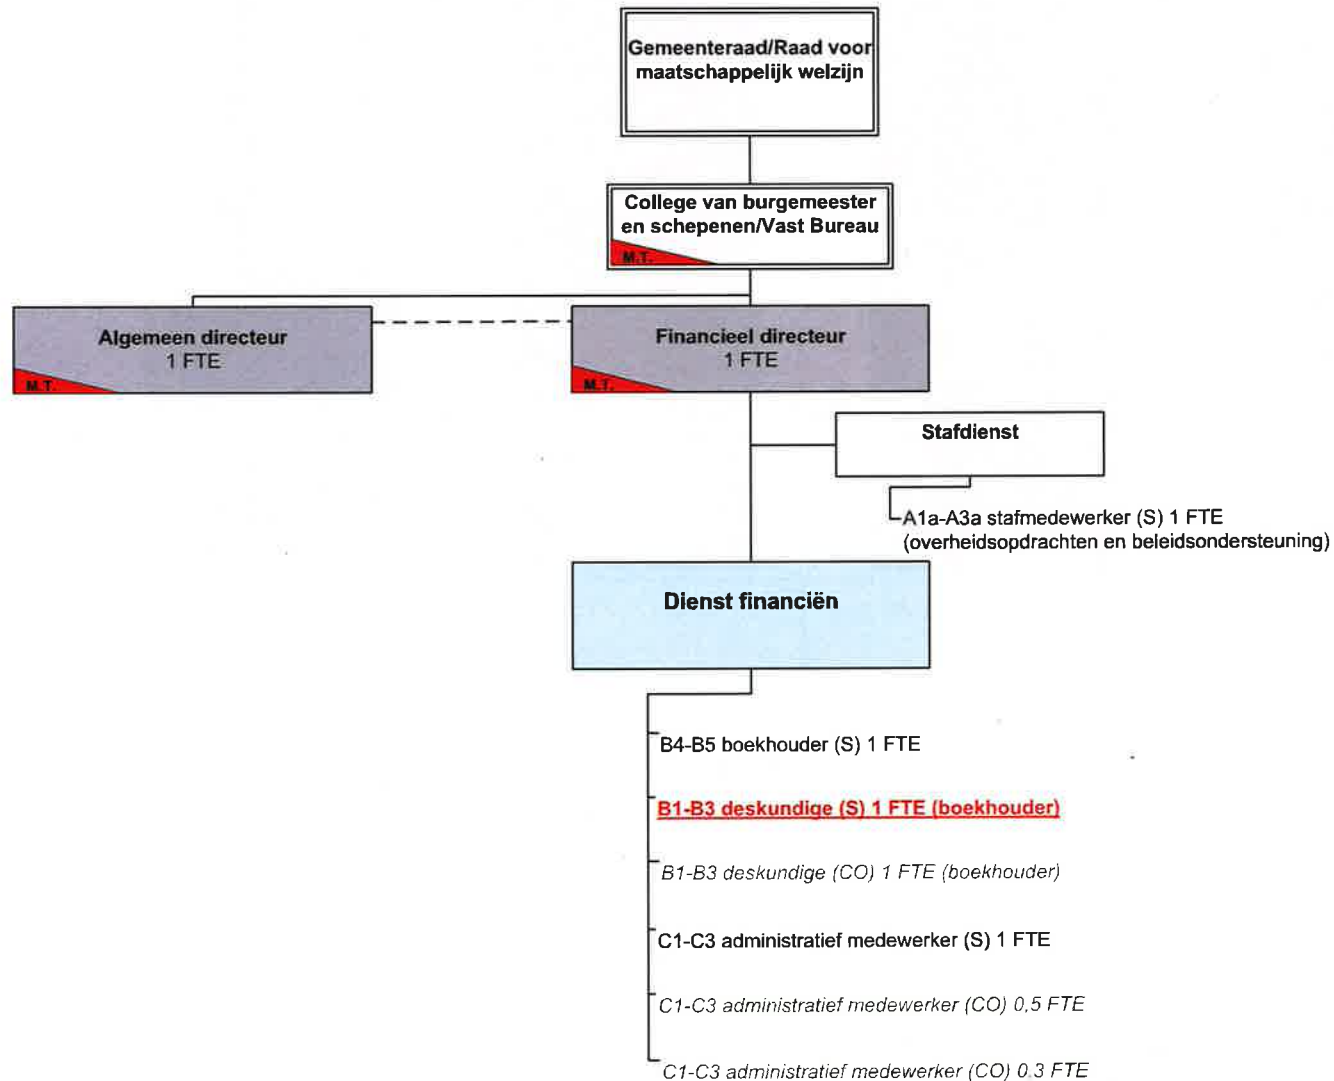 Gemeenteraad/Raad voor
maatschappelijk welzijn
College van burgemeester
en schepenen/Vast Bureau
M.T.
Algemeen directeur
1 FTE
M.T.
Financieel directeur
1 FTE
M.T.
Stafdienst
A1a-A3a stafmedewerker (S) 1 FTE
(overheidsopdrachten en beleidsondersteuning)
Dienst financiën
B4-B5 boekhouder (S) 1 FTE
B1-B3 deskundige (S) 1 FTE (boekhouder)
B1-B3 deskundige (CO) 1 FTE (boekhouder)
C1-C3 administratief medewerker (S) 1 FTE
C1-C3 administratief medewerker (CO) 0,5 FTE
C1-C3 administratief medewerker (CO) 0,3 FTE